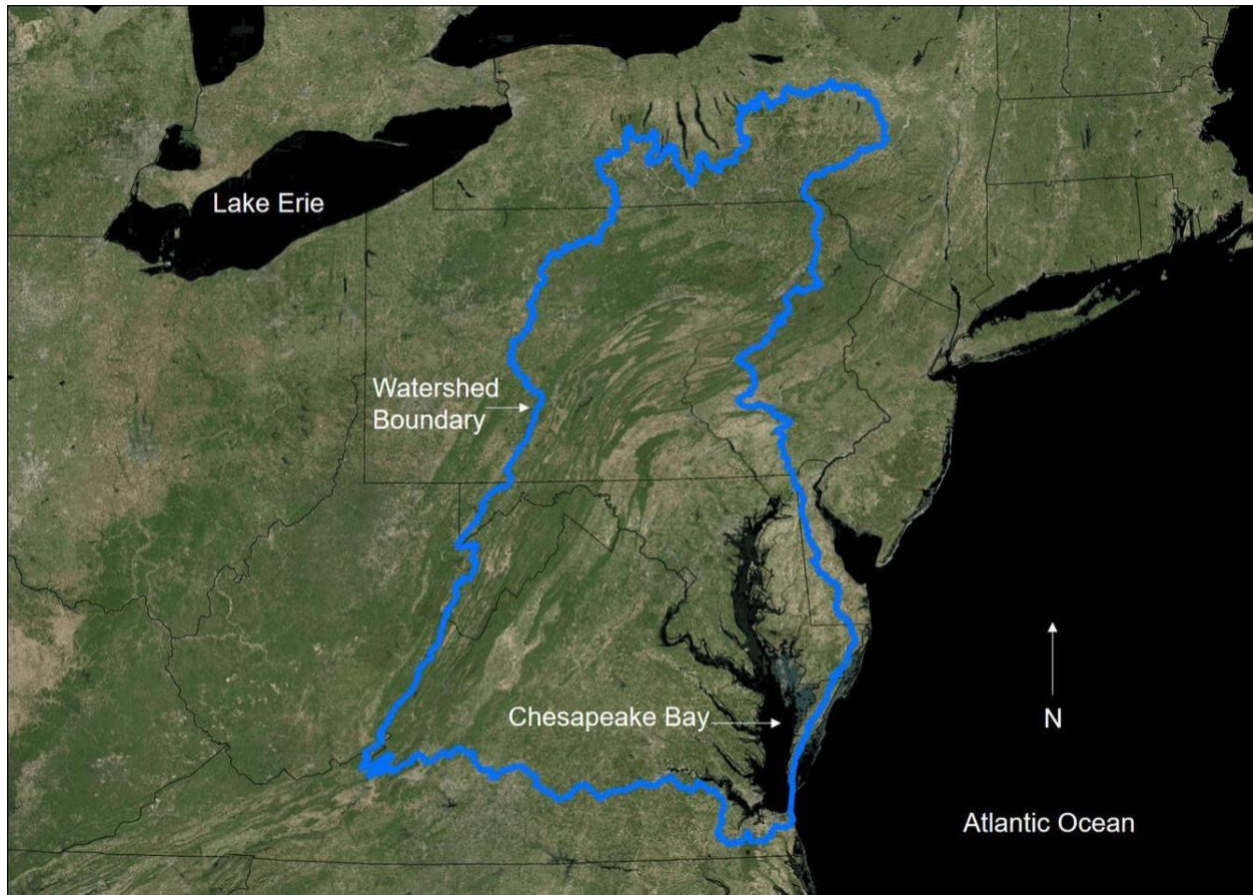 Lake Erie
Watershed
Boundary
Chesapeake Bay
N
Atlantic Ocean